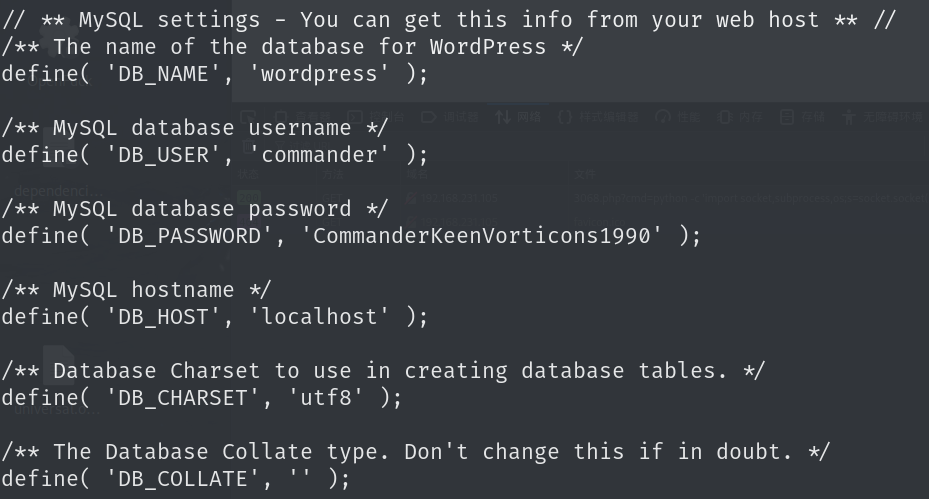 // ** MySQL settings - You can get this info from your web host ** //
/** The name of the database for WordPress */
define( 'DB_NAME', 'wordpress' );
/** MySQL database username */
define( 'DB_USER', 'commander' );
/** MySQL database password */
define( 'DB_PASSWORD', 'CommanderKeenVorticons1990' );
/** MySQL hostname */
define( 'DB_HOST', 'localhost' );
/** Database Charset to use in creating database tables. */
define( 'DB_CHARSET', 'utf8' );
/** The Database Collate type. Don't change this if in doubt. */
define( 'DB_COLLATE', '' );